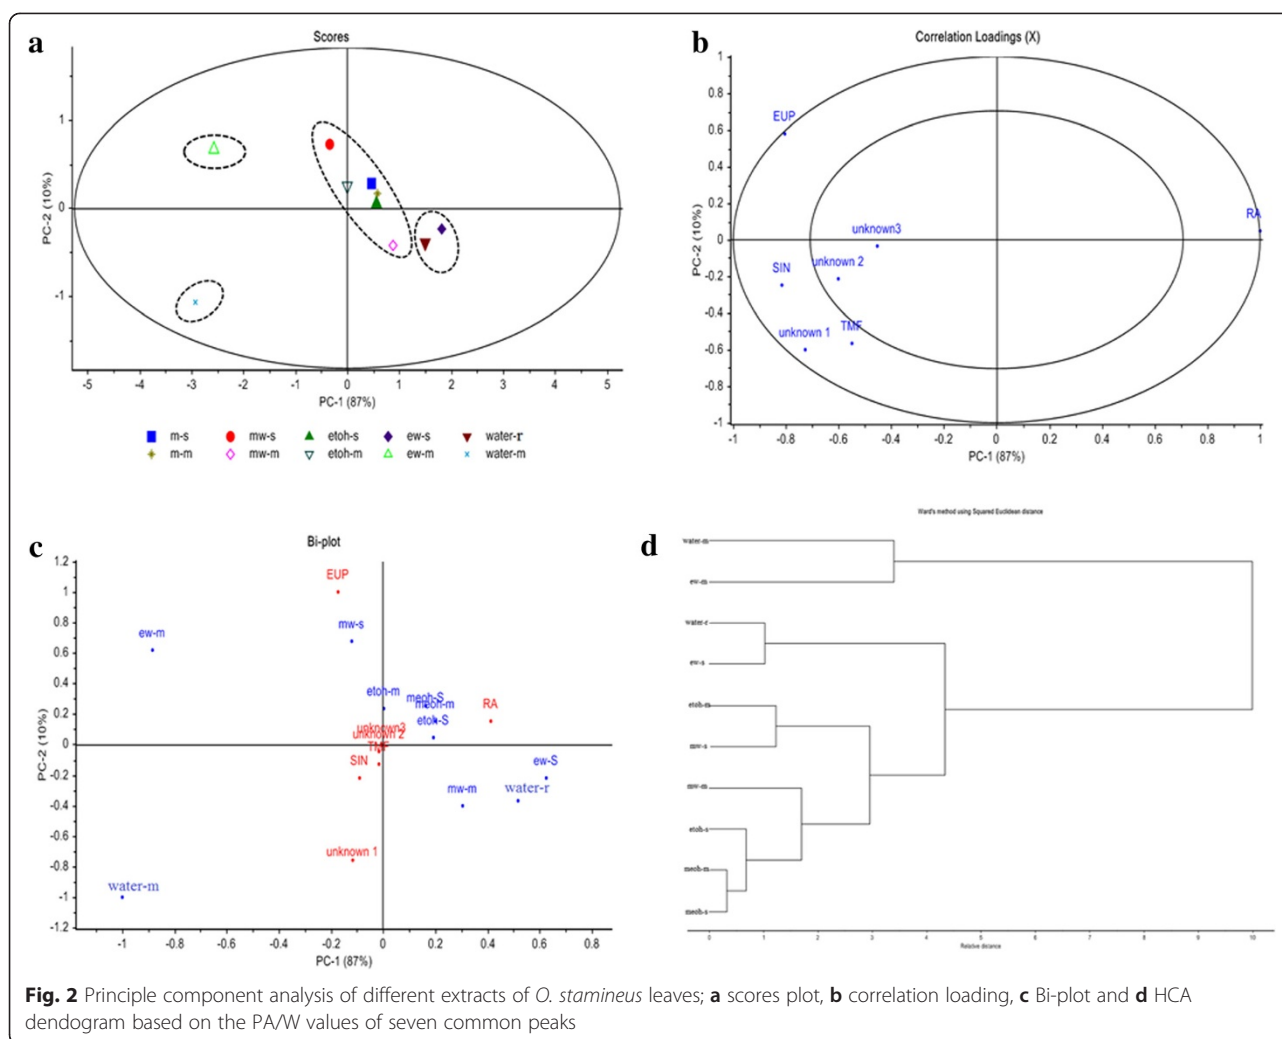 a
Scores
PC-2 (10%)
1
0
-1
-5 -4 -3 -2 -1 0 1 2 3 4 5
PC-1 (87%)
m-s mw-s etoh-s ew-s water-r
m-m mw-m etoh-m ew-m water-m
b
Correlation Loadings (X)
PC-2 (10%)
1
0.8
0.6
0.4
0.2
0
-0.2
-0.4
-0.6
-0.8
-1
EUP
RA
unknown3
unknown 2
SIN
TMF
unknown 1
-1 -0.8 -0.6 -0.4 -0.2 0 0.2 0.4 0.6 0.8 1
PC-1 (87%)
c
Bi-plot
PC-2 (10%)
1.2
1
0.8
0.6
0.4
0.2
0
-0.2
-0.4
-0.6
-0.8
-1
-1.2
EUP
ew-m
mw-s
etoh-m
meoh-S
meoh-m
RA
etoh-S
unknown3
unknown 2
TMF
SIN
ew-S
mw-m
water-r
unknown 1
water-m
-1 -0.8 -0.6 -0.4 -0.2 0 0.2 0.4 0.6 0.8
PC-1 (87%)
d
Ward's method using Squared Euclidean distance
water-m
ew-m
water-r
ew-s
etoh-m
mw-s
mw-m
etoh-s
meoh-m
meoh-s
0 1 2 3 4 5 6 7 8 9 10
Relative distance
Fig. 2 Principle component analysis of different extracts of O. stamineus leaves; a scores plot, b correlation loading, c Bi-plot and d HCA
dendogram based on the PA/W values of seven common peaks